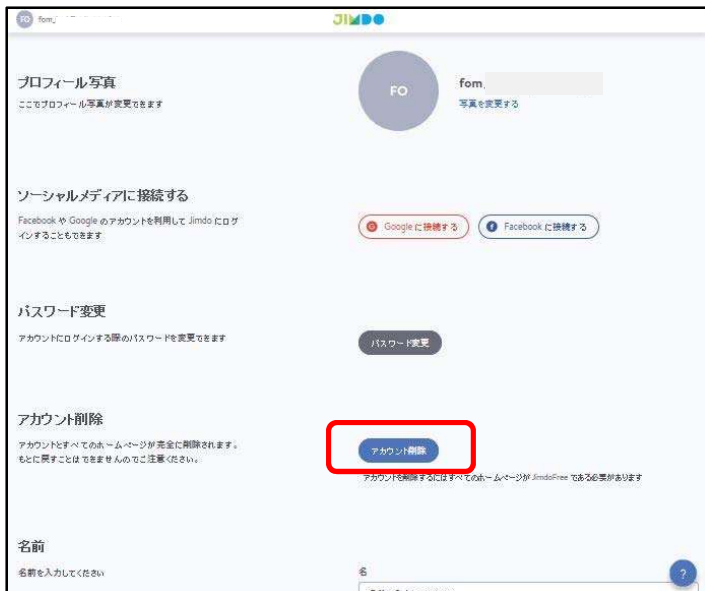 FO fom_
JIMDO
プロフィール写真
ここでプロフィール写真が変更できます
FO
fom_
写真を変更する
ソーシャルメディアに接続する
Facebook や Google のアカウントを利用して Jimdo にログ
インすることもできます
G Google に接続する
f Facebook に接続する
パスワード変更
アカウントにログインする際のパスワードを変更できます
パスワード変更
アカウント削除
アカウントとすべてのホームページが完全に削除されます。
もとに戻すことはできませんのでご注意ください。
アカウント削除
アカウントを削除するにはすべてのホームページが JimdoFree である必要があります
名前
名前を入力してください
名
?